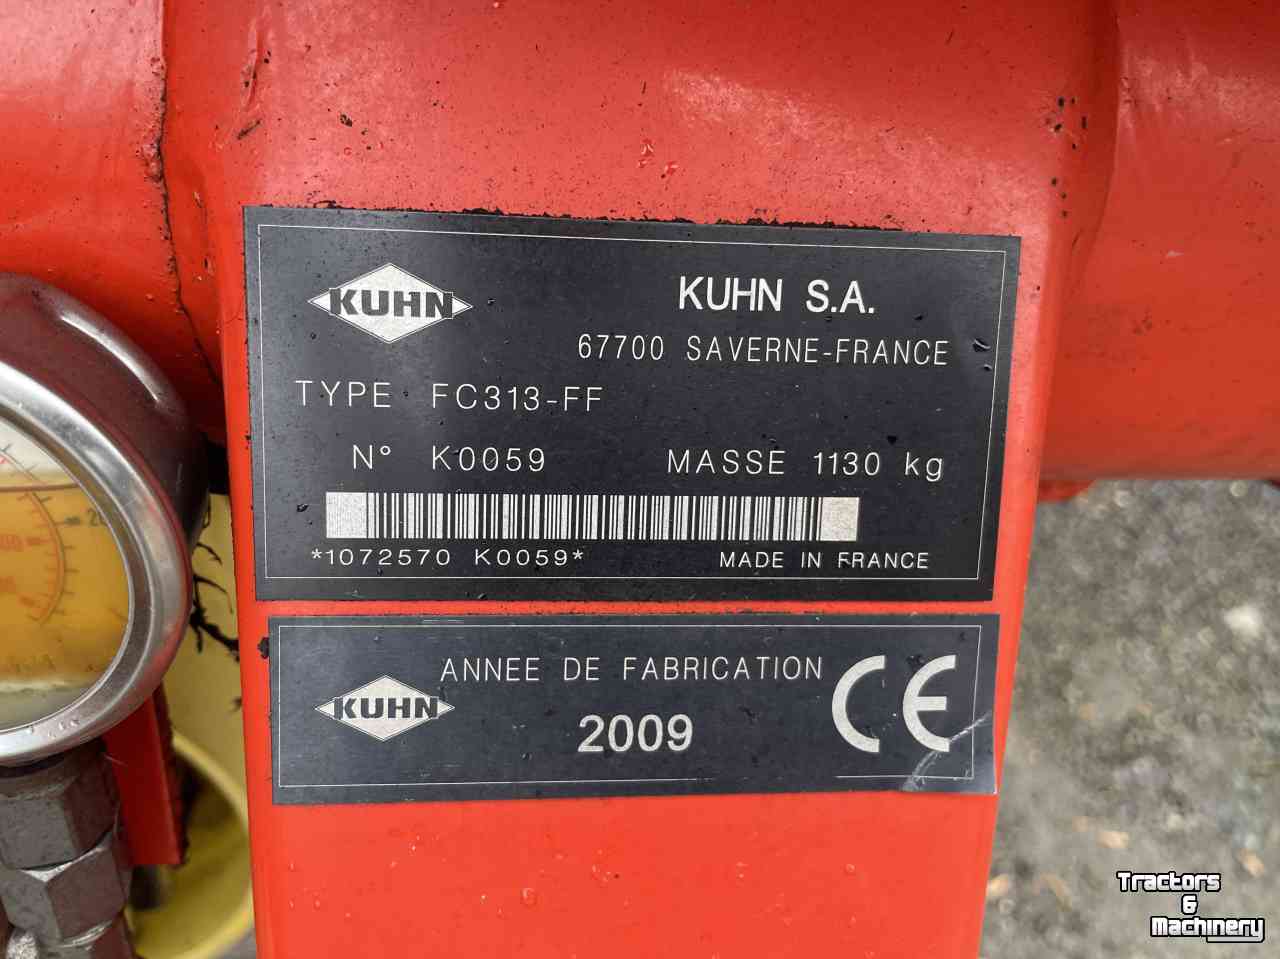 KUHN
KUHN S.A.
67700 SAVERNE-FRANCE
TYPE FC313-FF
N° K0059 MASSE 1130 kg
*1072570 K0059*
MADE IN FRANCE
KUHN
ANNEE DE FABRICATION
2009
CE
Tractors
&
Machinery